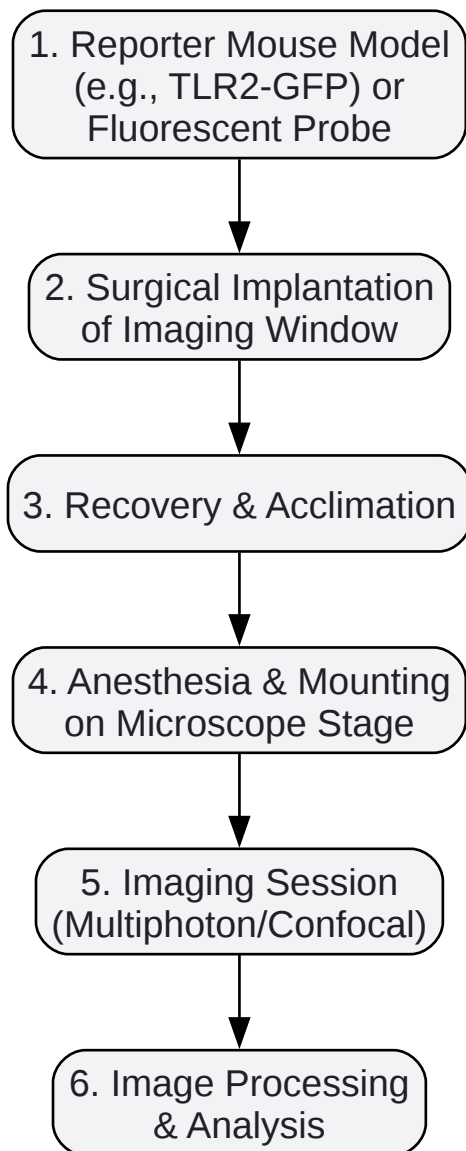 1. Reporter Mouse Model
(e.g., TLR2-GFP) or
Fluorescent Probe
2. Surgical Implantation
of Imaging Window
3. Recovery & Acclimation
4. Anesthesia & Mounting
on Microscope Stage
5. Imaging Session
(Multiphoton/Confocal)
6. Image Processing
& Analysis